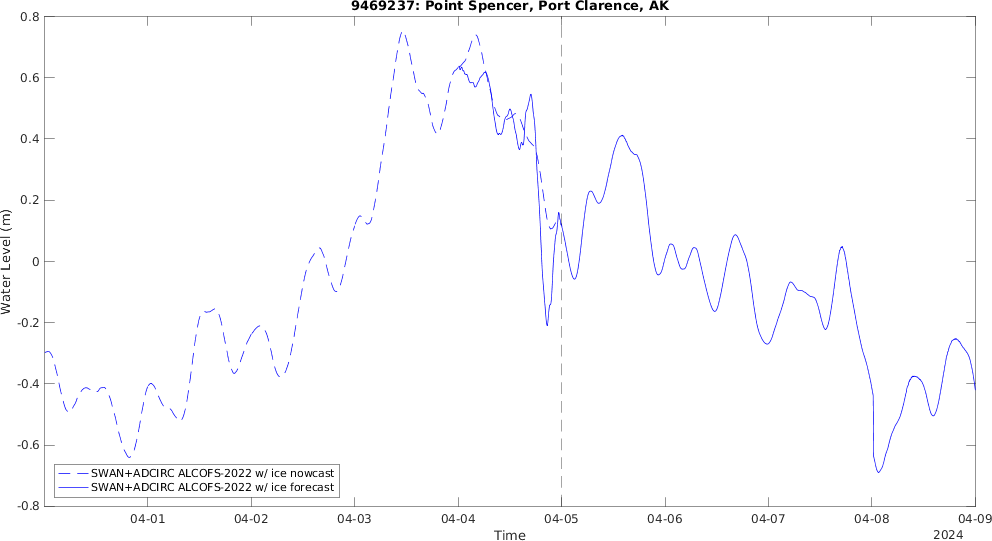 9469237: Point Spencer, Port Clarence, AK
Water Level (m)
0.8
0.6
0.4
0.2
0
-0.2
-0.4
-0.6
-0.8
SWAN+ADCIRC ALCOFS-2022 w/ ice nowcast
SWAN+ADCIRC ALCOFS-2022 w/ ice forecast
04-01 04-02 04-03 04-04 04-05 04-06 04-07 04-08 04-09
Time
2024